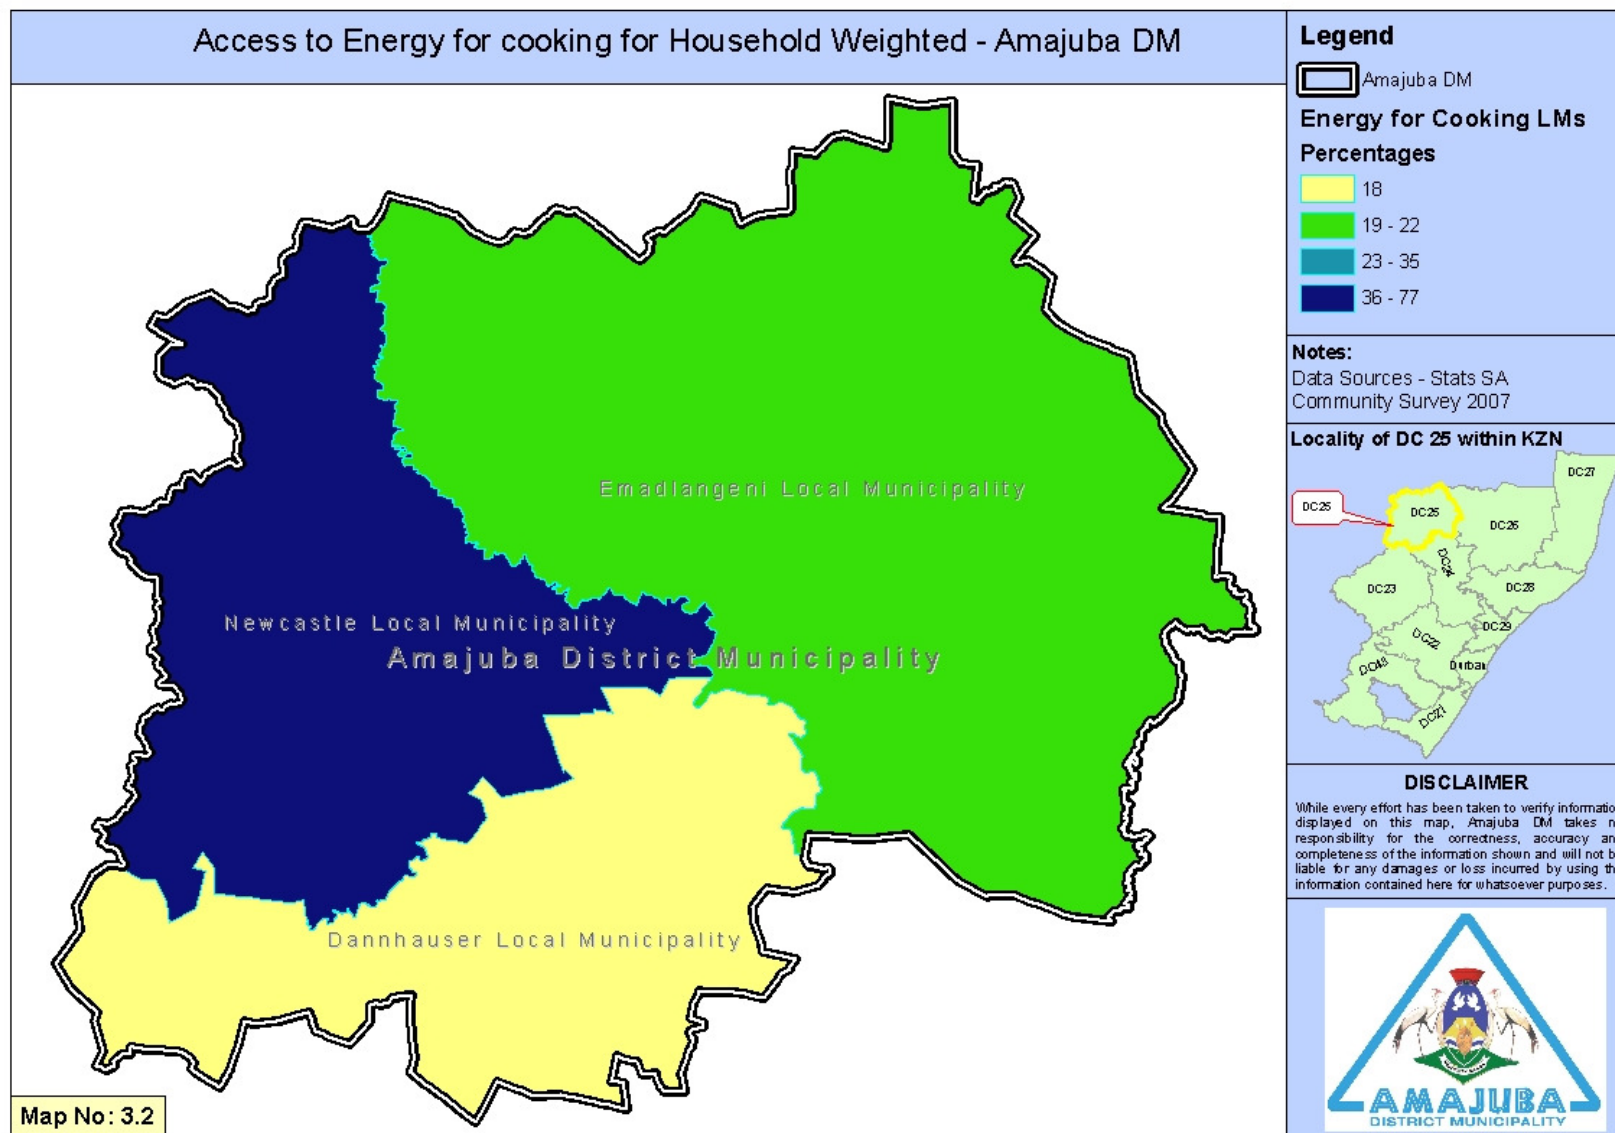 Access to Energy for cooking for Household Weighted - Amajuba DM
Emadlangeni Local Municipality
Newcastle Local Municipality
Amajuba District Municipality
Dannhauser Local Municipality
Map No: 3.2
Legend
Amajuba DM
Energy for Cooking LMs
Percentages
18
19 - 22
23 - 35
36 - 77
Notes:
Data Sources - Stats SA
Community Survey 2007
Locality of DC 25 within KZN
DC27
DC25
DC25
DC26
DC24
DC23
DC28
DC29
DC22
Durban
DC43
DC21
DISCLAIMER
While every effort has been taken to verify informatio
displayed on this map, Amajuba DM takes n
responsibility for the correctness, accuracy an
completeness of the information shown and will not b
liable for any damages or loss incurred by using th
information contained here for whatsoever purposes.
AMAJUBA
DISTRICT MUNICIPALITY